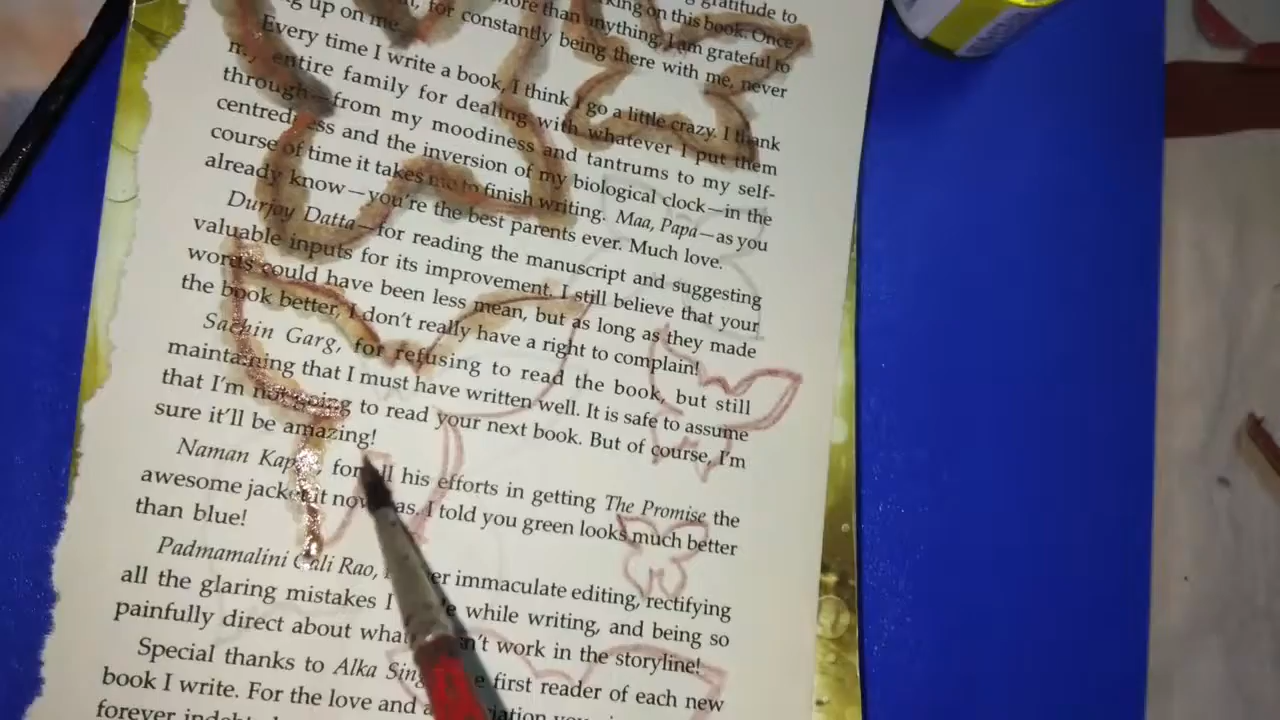 gratitude to
king on this book. Once
more than anything, I am grateful to
g up on me, for constantly being there with me, never
Every time I write a book, I think I go a little crazy. I thank
my entire family for dealing with whatever I put them
through—from my moodiness and tantrums to my self-
centredness and the inversion of my biological clock—in the
course of time it takes me to finish writing. Maa, Papa—as you
already know—you're the best parents ever. Much love.
Durjoy Datta—for reading the manuscript and suggesting
valuable inputs for its improvement. I still believe that your
words could have been less mean, but as long as they made
the book better, I don't really have a right to complain!
Sachin Garg, for refusing to read the book, but still
maintaining that I must have written well. It is safe to assume
that I'm not going to read your next book. But of course, I'm
sure it'll be amazing!
Naman Kap, for all his efforts in getting The Promise the
awesome jacket it now has. I told you green looks much better
than blue!
Padmamalini Rao, er immaculate editing, rectifying
all the glaring mistakes I while writing, and being so
painfully direct about what n't work in the storyline!
Special thanks to Alka Sing e first reader of each new
book I write. For the love and iation you
forever